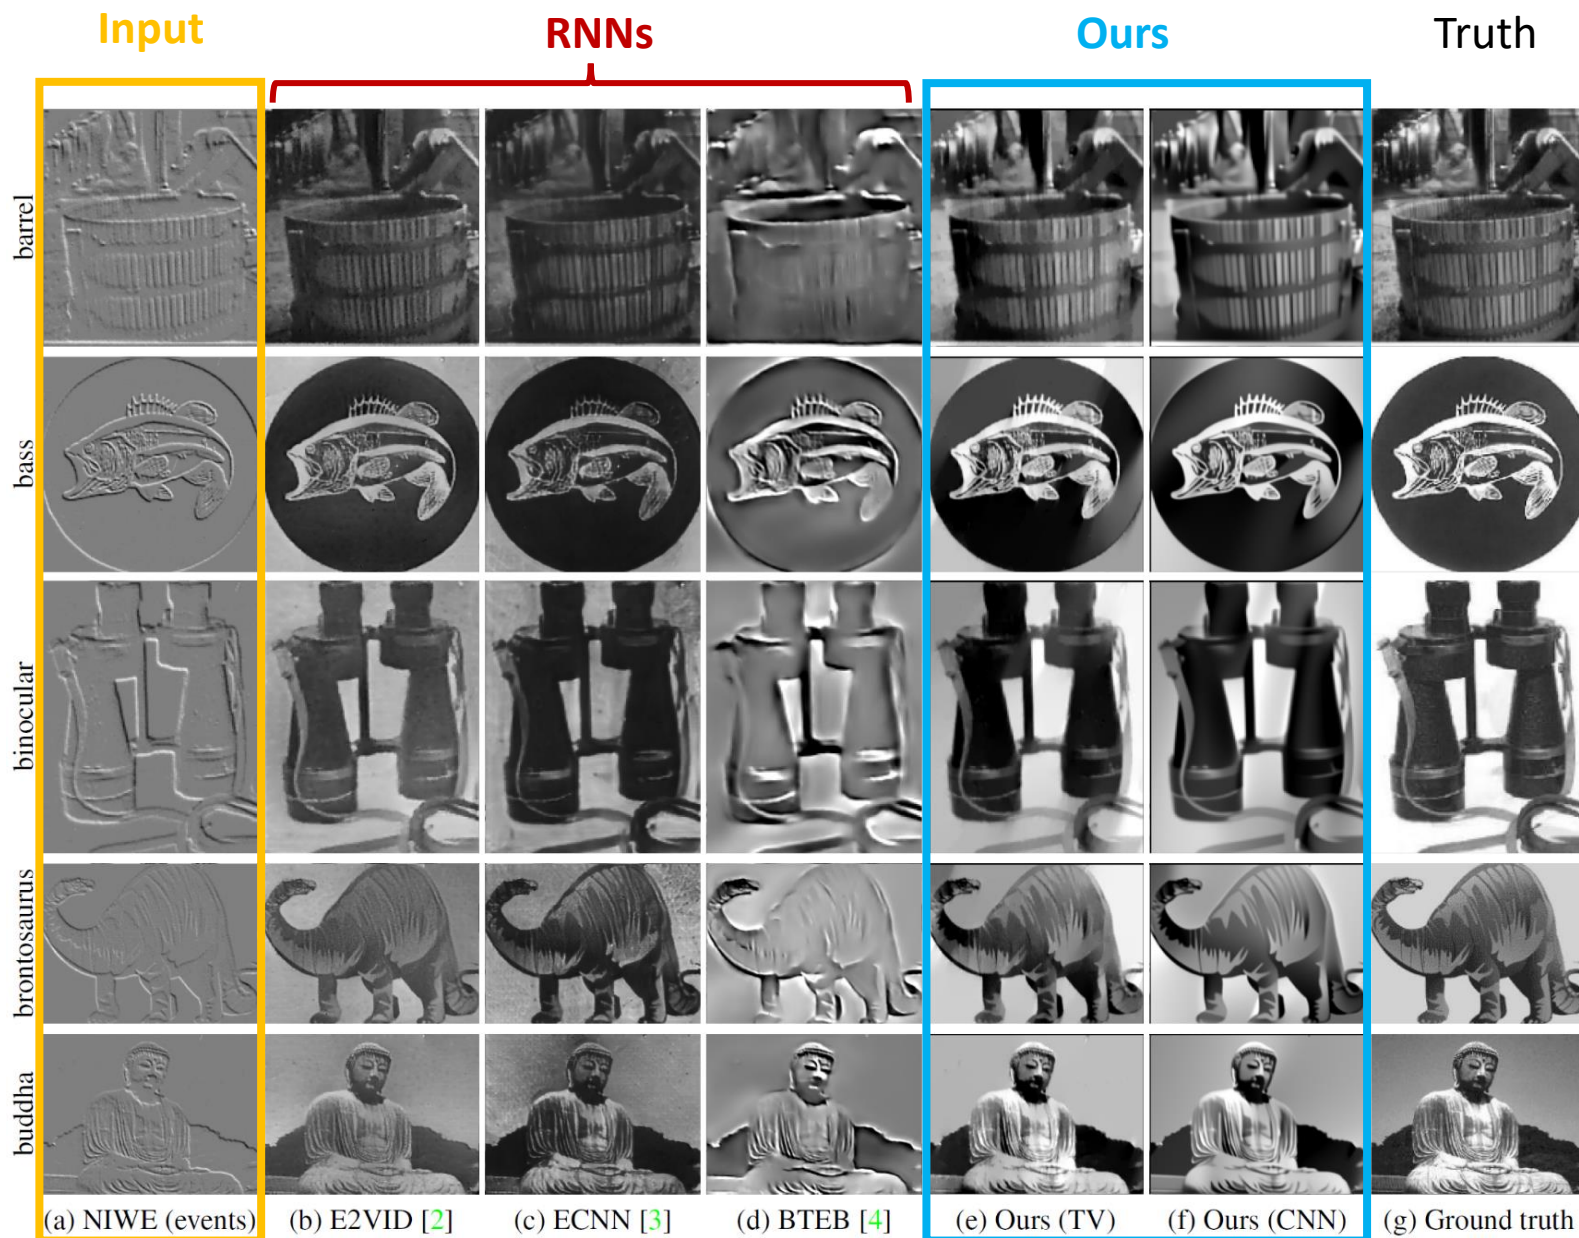 Input RNNs Ours Truth
barrel
bass
binocular
brontosaurus
buddha
(a) NIWE (events) (b) E2VID [2] (c) ECNN [3] (d) BTEB [4] (e) Ours (TV) (f) Ours (CNN) (g) Ground truth